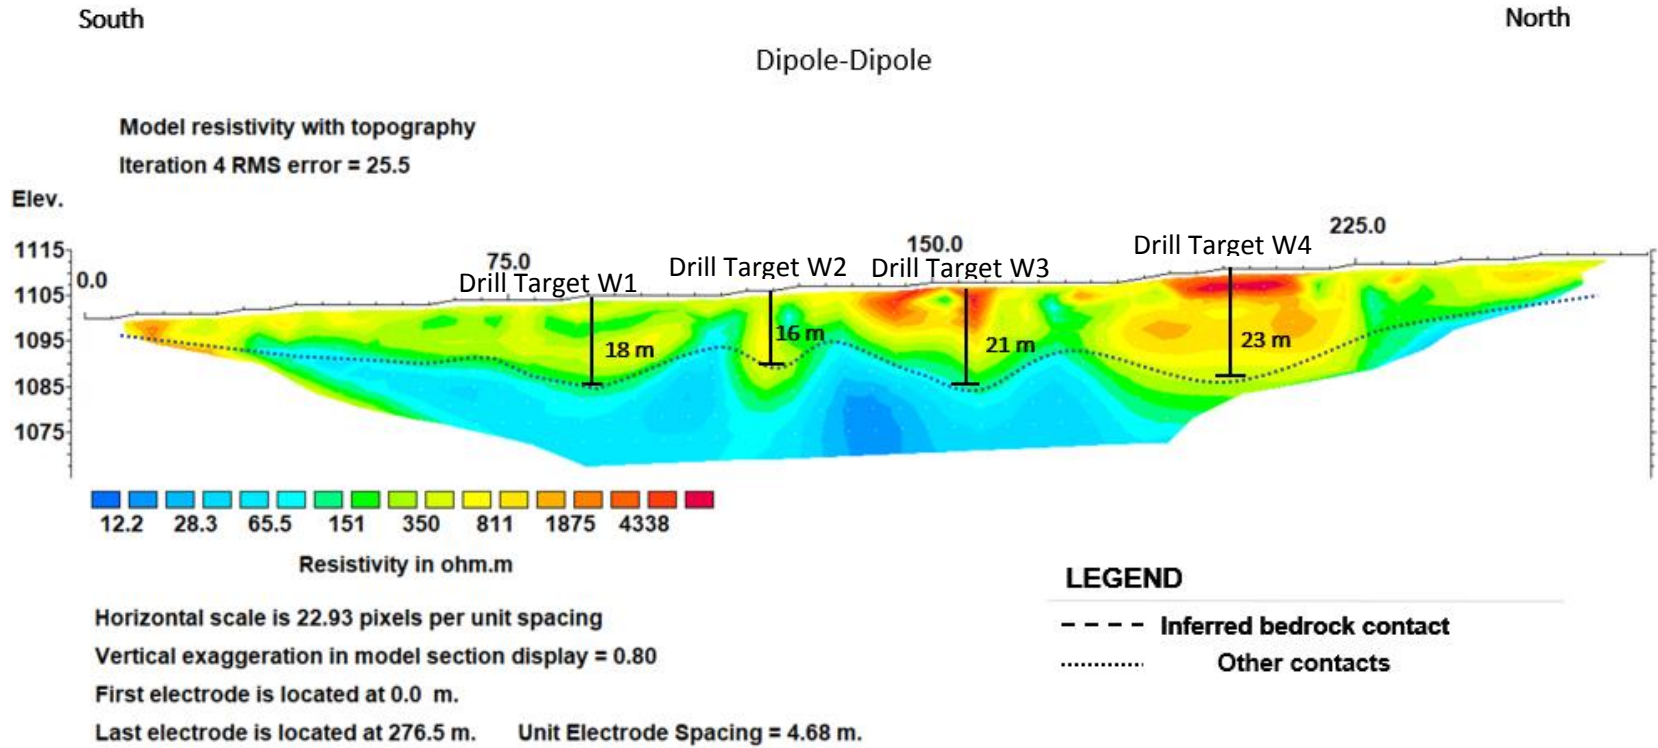 South
North
Dipole-Dipole
Model resistivity with topography
Iteration 4 RMS error = 25.5
Elev.
1115
1105
1095
1085
1075
0.0
75.0
150.0
225.0
Drill Target W1
Drill Target W2
Drill Target W3
Drill Target W4
18 m
16 m
21 m
23 m
12.2 28.3 65.5 151 350 811 1875 4338
Resistivity in ohm.m
Horizontal scale is 22.93 pixels per unit spacing
Vertical exaggeration in model section display = 0.80
First electrode is located at 0.0 m.
Last electrode is located at 276.5 m. Unit Electrode Spacing = 4.68 m.
LEGEND
Inferred bedrock contact
Other contacts